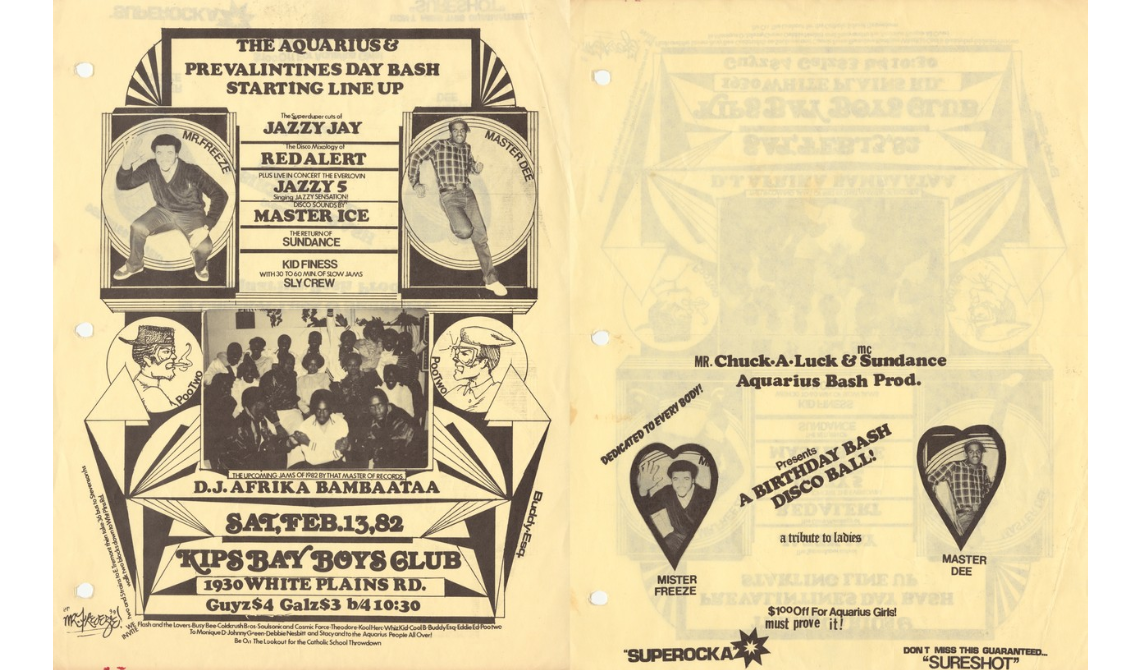 THE AQUARIUS &
PREVALINTINES DAY BASH
STARTING LINE UP
MR. FREEZE
The Superduper cuts of
JAZZY JAY
The Disco Mixology of
RED ALERT
PLUS LIVE IN CONCERT THE EVERLOVIN
JAZZY 5
Singing JAZZY SENSATION!
DISCO SOUNDS BY
MASTER ICE
THE RETURN OF
SUNDANCE
KID FINESS
WITH 30 TO 60 MIN. OF SLOW JAMS
SLY CREW
MASTER DEE
POOTWO
POOTWO
THE UPCOMING JAMS OF 1982 BY THAT MASTER OF RECORDS
D.J. AFRIKA BAMBAATAA
SAT, FEB. 13, 82
KIPS BAY BOYS CLUB
1930 WHITE PLAINS RD.
Guyz $4 Galz $3 b/4 10:30
Buddy-Esq
MR. FREEZE!
WE INVITE
Flash and the Lovers-Busy Bee-Coldcrush Bros-Soulsonic and Cosmic Force-Theodore-Kool Herc-Whiz Kid-Cool B-Buddy Esq-Eddie Ed-Pootwo
To Monique D-Johnny Green-Debbie Nesbitt and Stacy and to the Aquarius People All Over!
Be On The Lookout for the Catholic School Throwdown
MR. Chuck•A•Luck & mc Sundance
Aquarius Bash Prod.
DEDICATED TO EVERY BODY!
Presents
A BIRTHDAY BASH
DISCO BALL!
a tribute to ladies
MISTER
FREEZE
MASTER
DEE
$1 00 Off For Aquarius Girls!
must prove it!
"SUPEROCKA
DON T MISS THIS GUARANTEED...
"SURESHOT"